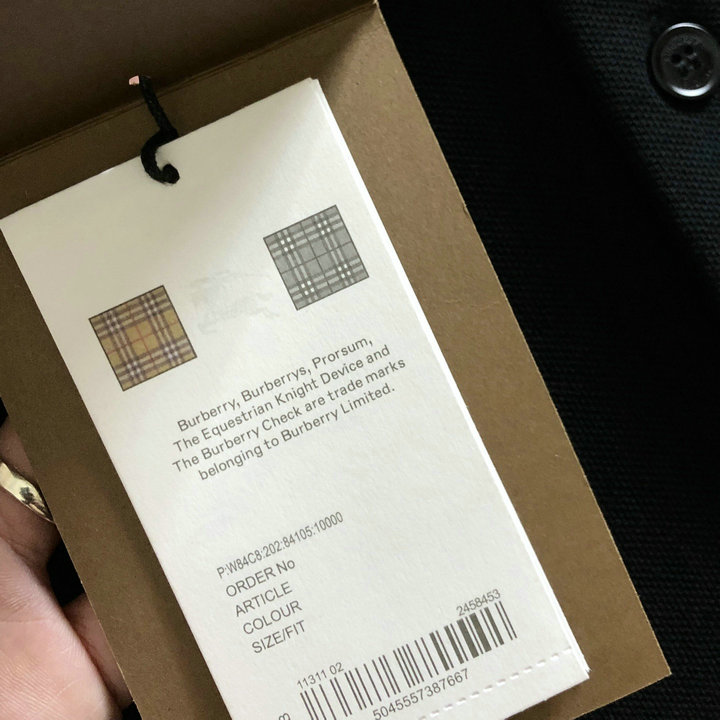 Burberry, Burberrys, Prorsum,
The Equestrian Knight Device and
The Burberry Check are trade marks
belonging to Burberry Limited.
P:W84C8:202:84105:10000
ORDER No
ARTICLE
COLOUR
SIZE/FIT
11311 02 2458453
5045557387667